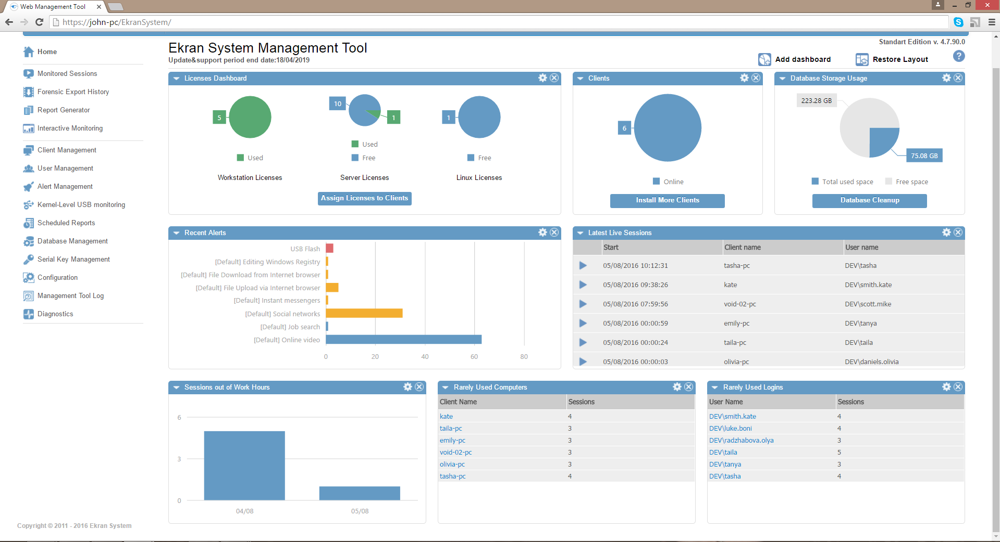 Web Management Tool
https://john-pc/EkranSystem/
Home
Monitored Sessions
Forensic Export History
Report Generator
Interactive Monitoring
Client Management
User Management
Alert Management
Kernel-Level USB monitoring
Scheduled Reports
Database Management
Serial Key Management
Configuration
Management Tool Log
Diagnostics
Copyright © 2011 - 2016 Ekran System
Ekran System Management Tool
Update&support period end date:18/04/2019
Standart Edition v. 4.7.90.0
Add dashboard
Restore Layout
?
Licenses Dashboard
5
Used
Workstation Licenses
10
1
Used
Free
Server Licenses
1
Free
Linux Licenses
Assign Licenses to Clients
Clients
6
Online
Install More Clients
Database Storage Usage
223.28 GB
75.08 GB
Total used space
Free space
Database Cleanup
Recent Alerts
USB Flash
[Default] Editing Windows Registry
[Default] File Download from Internet browser
[Default] File Upload via Internet browser
[Default] Instant messengers
[Default] Social networks
[Default] Job search
[Default] Online video
0 20 40 60 80
Latest Live Sessions
Start Client name User name
05/08/2016 10:12:31 tasha-pc DEV\tasha
05/08/2016 09:38:26 kate DEV\smith.kate
05/08/2016 07:59:56 void-02-pc DEV\scott.mike
05/08/2016 00:00:59 emily-pc DEV\tanya
05/08/2016 00:00:24 taila-pc DEV\taila
05/08/2016 00:00:03 olivia-pc DEV\daniels.olivia
Sessions out of Work Hours
6
3
0
04/08 05/08
Rarely Used Computers
Client Name Sessions
kate 4
taila-pc 3
emily-pc 3
void-02-pc 3
olivia-pc 3
tasha-pc 4
Rarely Used Logins
User Name Sessions
DEV\smith.kate 4
DEV\luke.boni 4
DEV\radzhabova.olya 3
DEV\taila 5
DEV\tanya 3
DEV\tasha 4